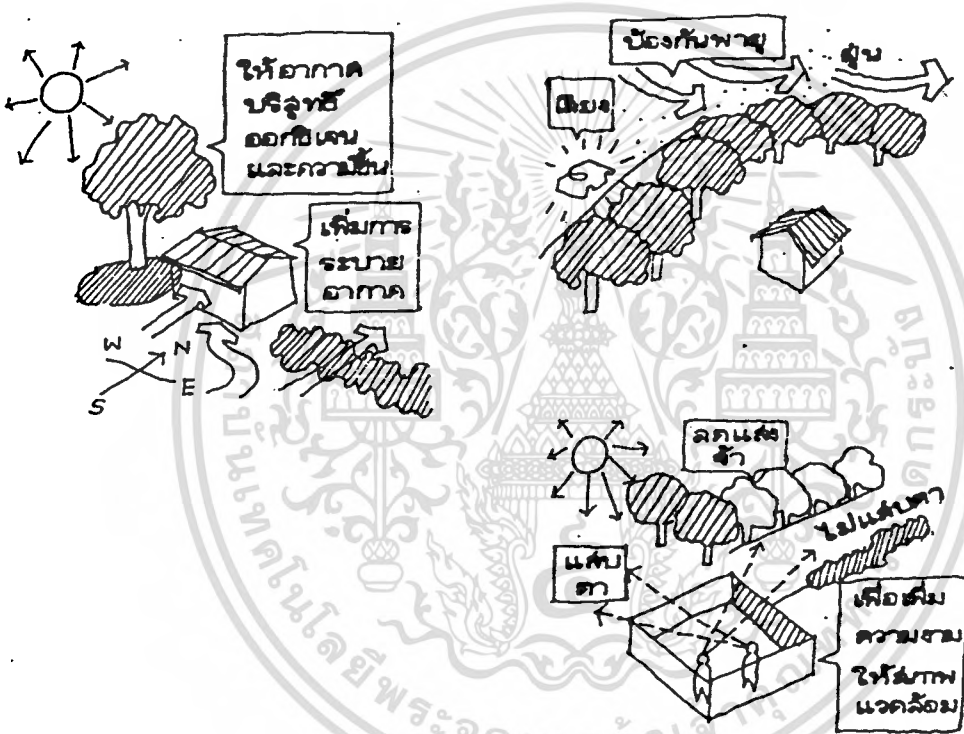 ให้อากาศ
บริสุทธิ์
ออกซิเจน
และความชื้น
เพิ่มการ
ระบาย
อากาศ
W N
S E
ป้องกันพายุ
ฝุ่น
เสียง
ลดแสง
จ้า
ไม่แสบตา
แสบ
ตา
เพื่อเพิ่ม
ความงาม
ให้สภาพ
แวดล้อม